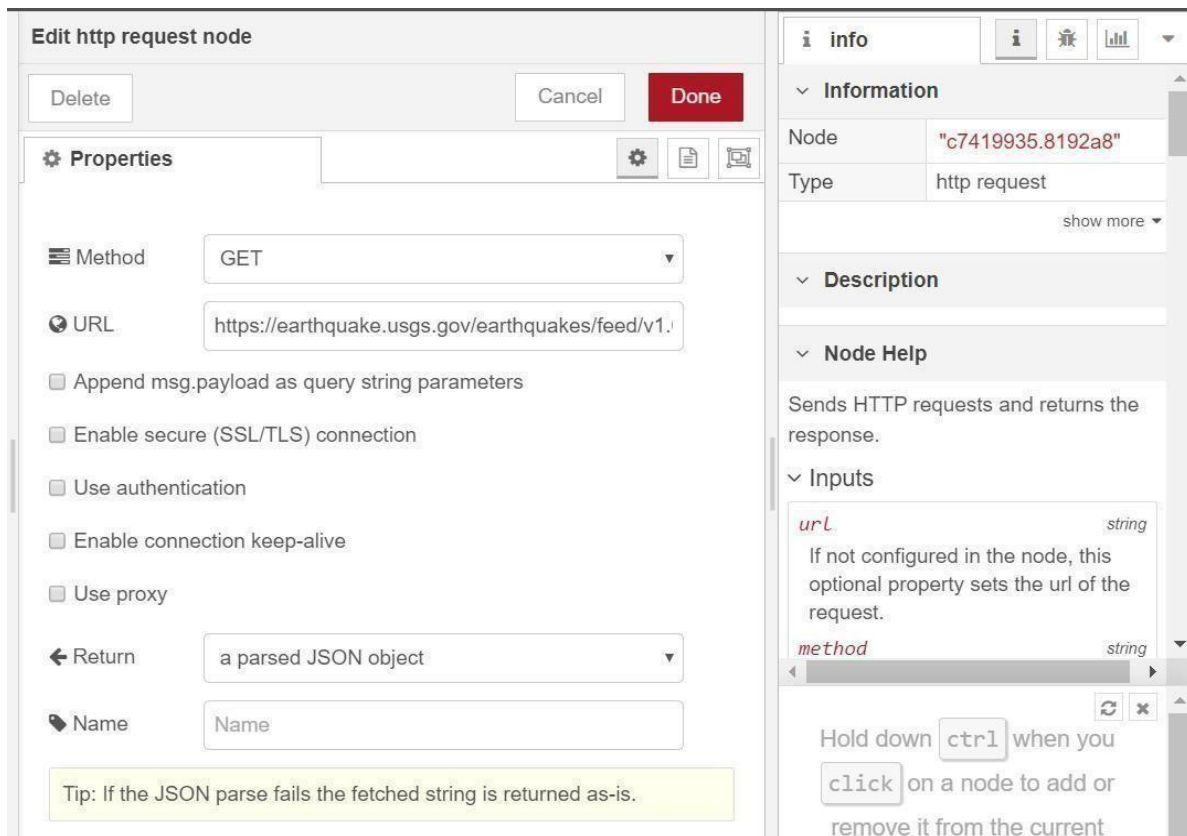 Edit http request node
Delete
Cancel
Done
Properties
Method
GET
URL
https://earthquake.usgs.gov/earthquakes/feed/v1.
Append msg.payload as query string parameters
Enable secure (SSL/TLS) connection
Use authentication
Enable connection keep-alive
Use proxy
Return
a parsed JSON object
Name
Name
Tip: If the JSON parse fails the fetched string is returned as-is.
i info
i
Information
Node
"c7419935.8192a8"
Type
http request
show more
Description
Node Help
Sends HTTP requests and returns the
response.
Inputs
url
string
If not configured in the node, this
optional property sets the url of the
request.
method
string
Hold down ctrl when you
click on a node to add or
remove it from the current